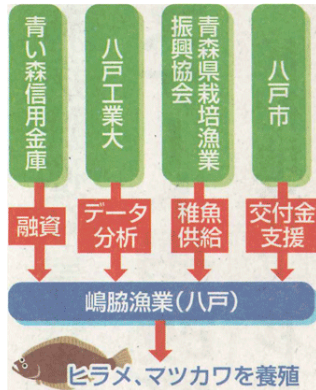 青い森信用金庫
八戸工業大
青森県栽培漁業
振興協会
八戸市
融資
データ
分析
稚魚
供給
交付金
支援
嶋脇漁業(八戸)
ヒラメ、マツカワを養殖